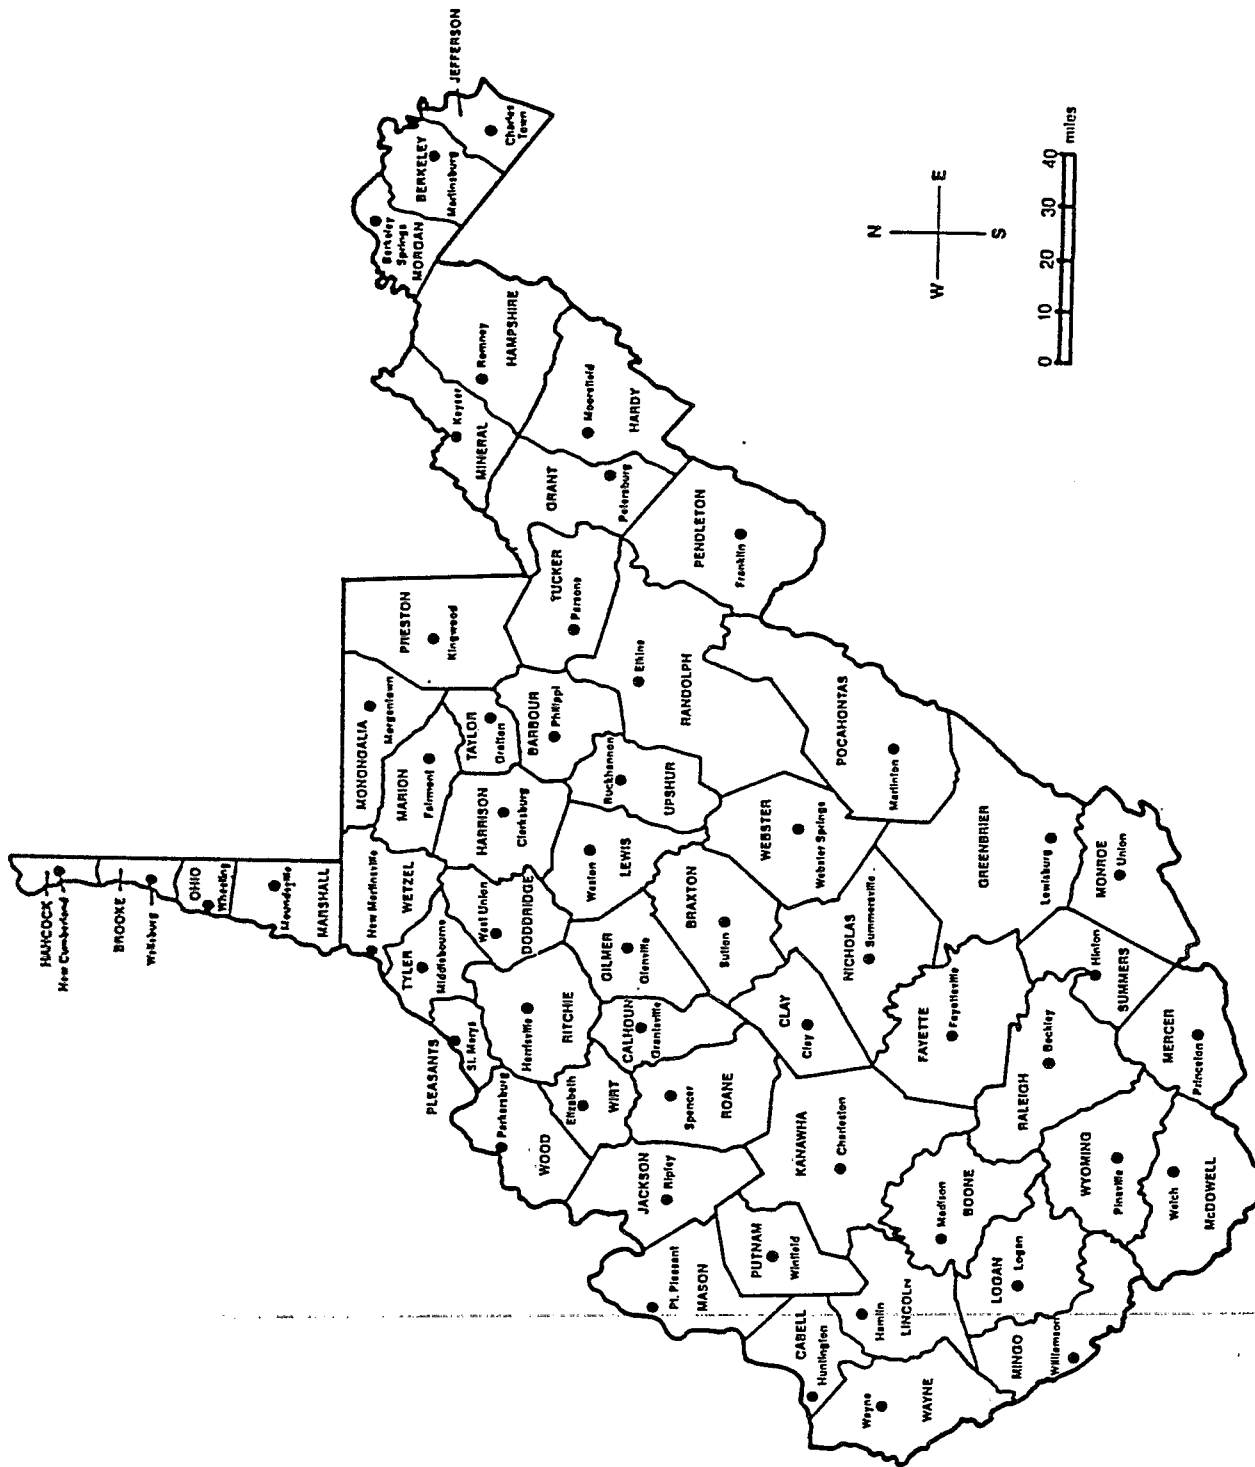 HANCOCK
New Cumberland
BROOKE
Wellsburg
OHIO
Wheeling
Moundsville
MARSHALL
New Martinsville
WETZEL
MONONGALIA
Morgantown
MARION
Fairmont
PRESTON
Kingwood
TYLER
Middlebourne
PLEASANTS
St. Marys
West Union
DODDRIDGE
HARRISON
Clarksburg
TAYLOR
Grafton
BARBOUR
Philippi
TUCKER
Parsons
GRANT
Petersburg
MINERAL
Keyser
HAMPSHIRE
Romney
HARDY
Moorefield
MORGAN
Berkeley
Springs
BERKELEY
Martinsburg
JEFFERSON
Charles
Town
Parkersburg
WOOD
Elizabeth
WIRT
Harrisville
RITCHIE
CALHOUN
Grantsville
GILMER
Glenville
Weston
LEWIS
Buckhannon
UPSHUR
Elkins
RANDOLPH
PENDLETON
Franklin
JACKSON
Ripley
Spencer
ROANE
BRAXTON
Sutton
WEBSTER
Webster Springs
POCAHONTAS
Marlinton
Pt. Pleasant
MASON
PUTNAM
Winfield
KANAWHA
Charleston
CLAY
Clay
NICHOLAS
Summersville
GREENBRIER
Lewisburg
CABELL
Huntington
Wayne
WAYNE
Hamlin
LINCOLN
Madison
BOONE
FAYETTE
Fayetteville
RALEIGH
Beckley
Hinton
SUMMERS
MONROE
Union
MINGO
Williamson
LOGAN
Logan
WYOMING
Pineville
Welch
McDOWELL
MERCER
Princeton
N
W
E
S
0 10 20 30 40 miles